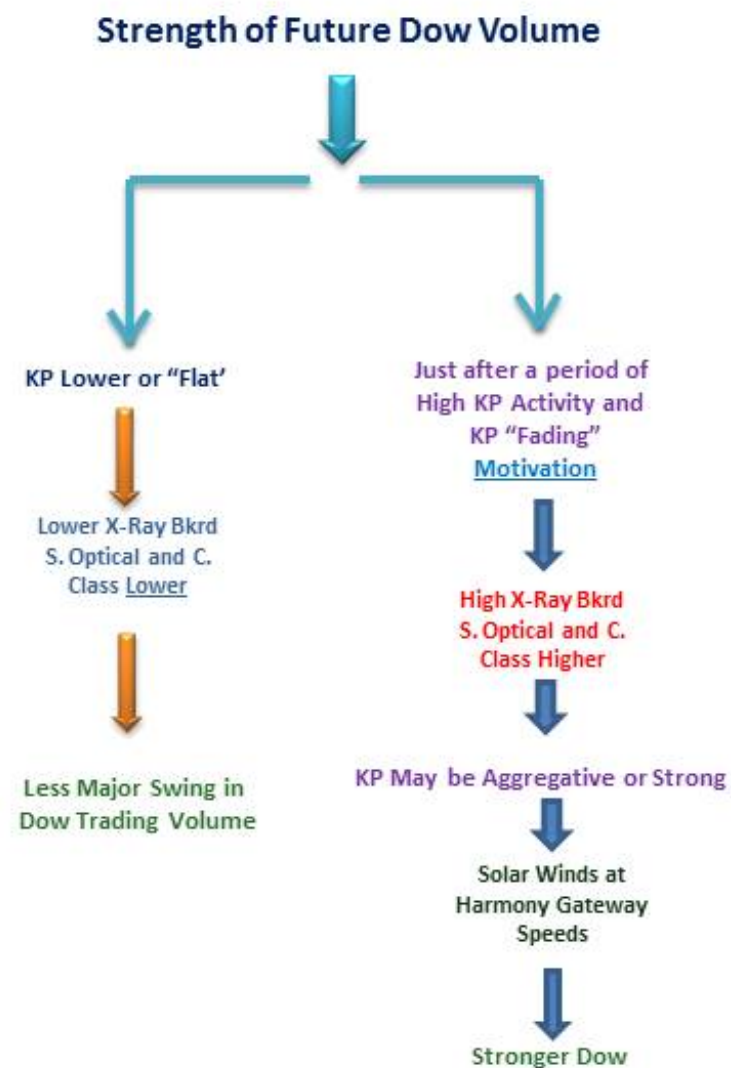 Strength of Future Dow Volume
KP Lower or “Flat’
Lower X-Ray Bkrd
S. Optical and C.
Class Lower
Less Major Swing in
Dow Trading Volume
Just after a period of
High KP Activity and
KP “Fading”
Motivation
High X-Ray Bkrd
S. Optical and C.
Class Higher
KP May be Aggregative or Strong
Solar Winds at
Harmony Gateway
Speeds
Stronger Dow